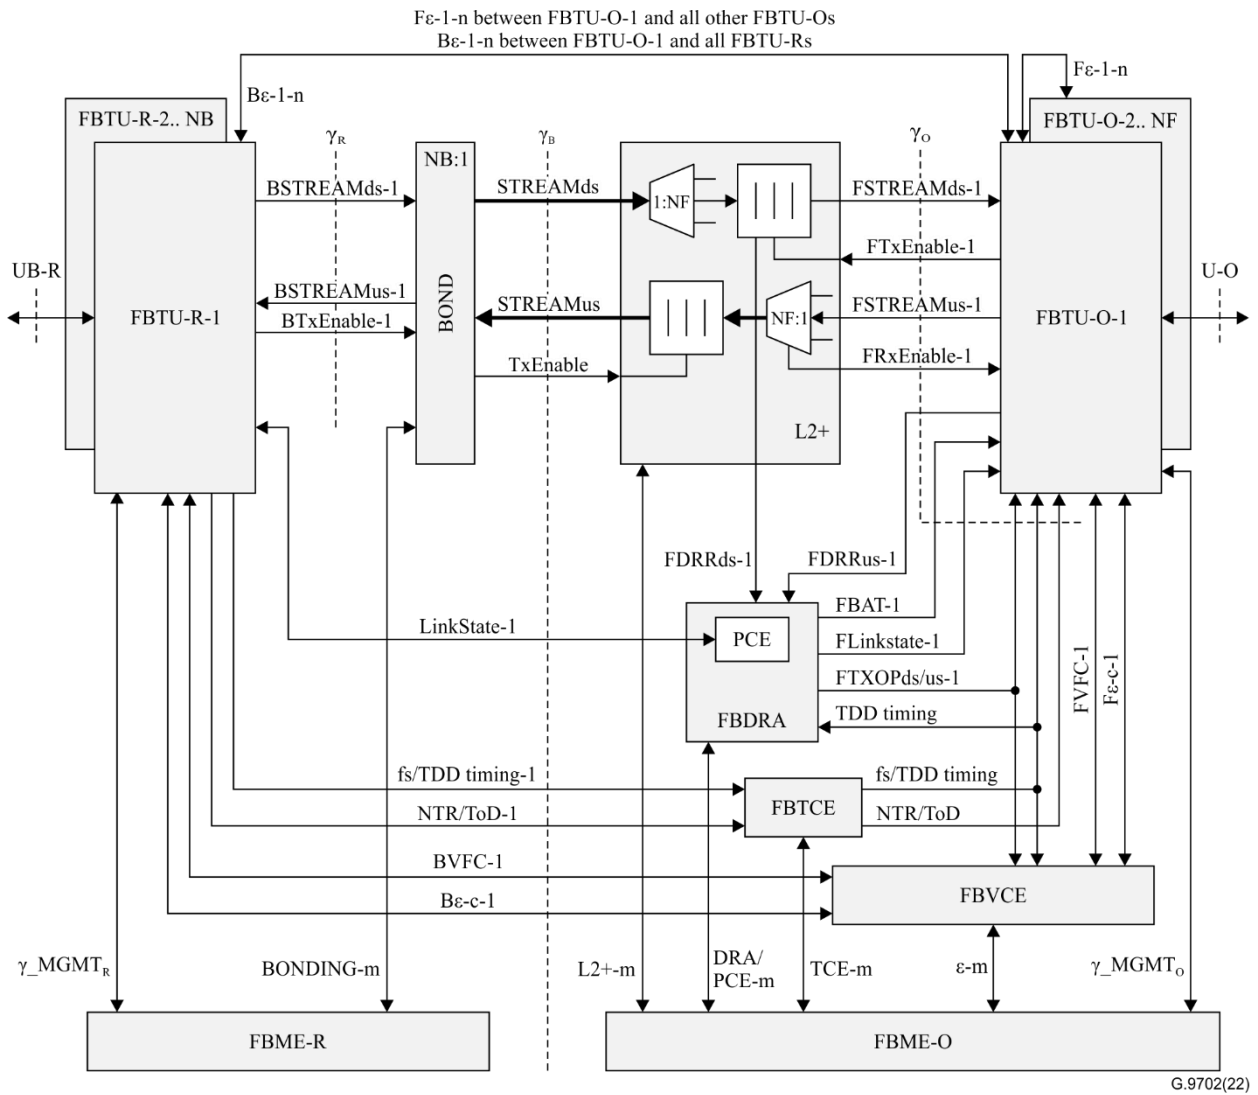 Fε-1-n between FBTU-O-1 and all other FBTU-Os
Bε-1-n between FBTU-O-1 and all FBTU-Rs
Fε-1-n
Bε-1-n
FBTU-R-2.. NB
FBTU-O-2.. NF
γR
γB
γO
NB:1
BSTREAMds-1
STREAMds
1:NF
FSTREAMds-1
FTxEnable-1
UB-R
U-O
BSTREAMus-1
STREAMus
FSTREAMus-1
FBTU-R-1
BTxEnable-1
BOND
NF:1
FBTU-O-1
TxEnable
FRxEnable-1
L2+
FDRRds-1
FDRRus-1
FBAT-1
LinkState-1
PCE
FLinkstate-1
FTXOPds/us-1
FVFC-1
Fε-c-1
FBDRA
TDD timing
fs/TDD timing-1
fs/TDD timing
FBTCE
NTR/ToD-1
NTR/ToD
BVFC-1
Bε-c-1
FBVCE
γ_MGMTR
BONDING-m
L2+-m
DRA/
PCE-m
TCE-m
ε-m
γ_MGMTO
FBME-R
FBME-O
G.9702(22)